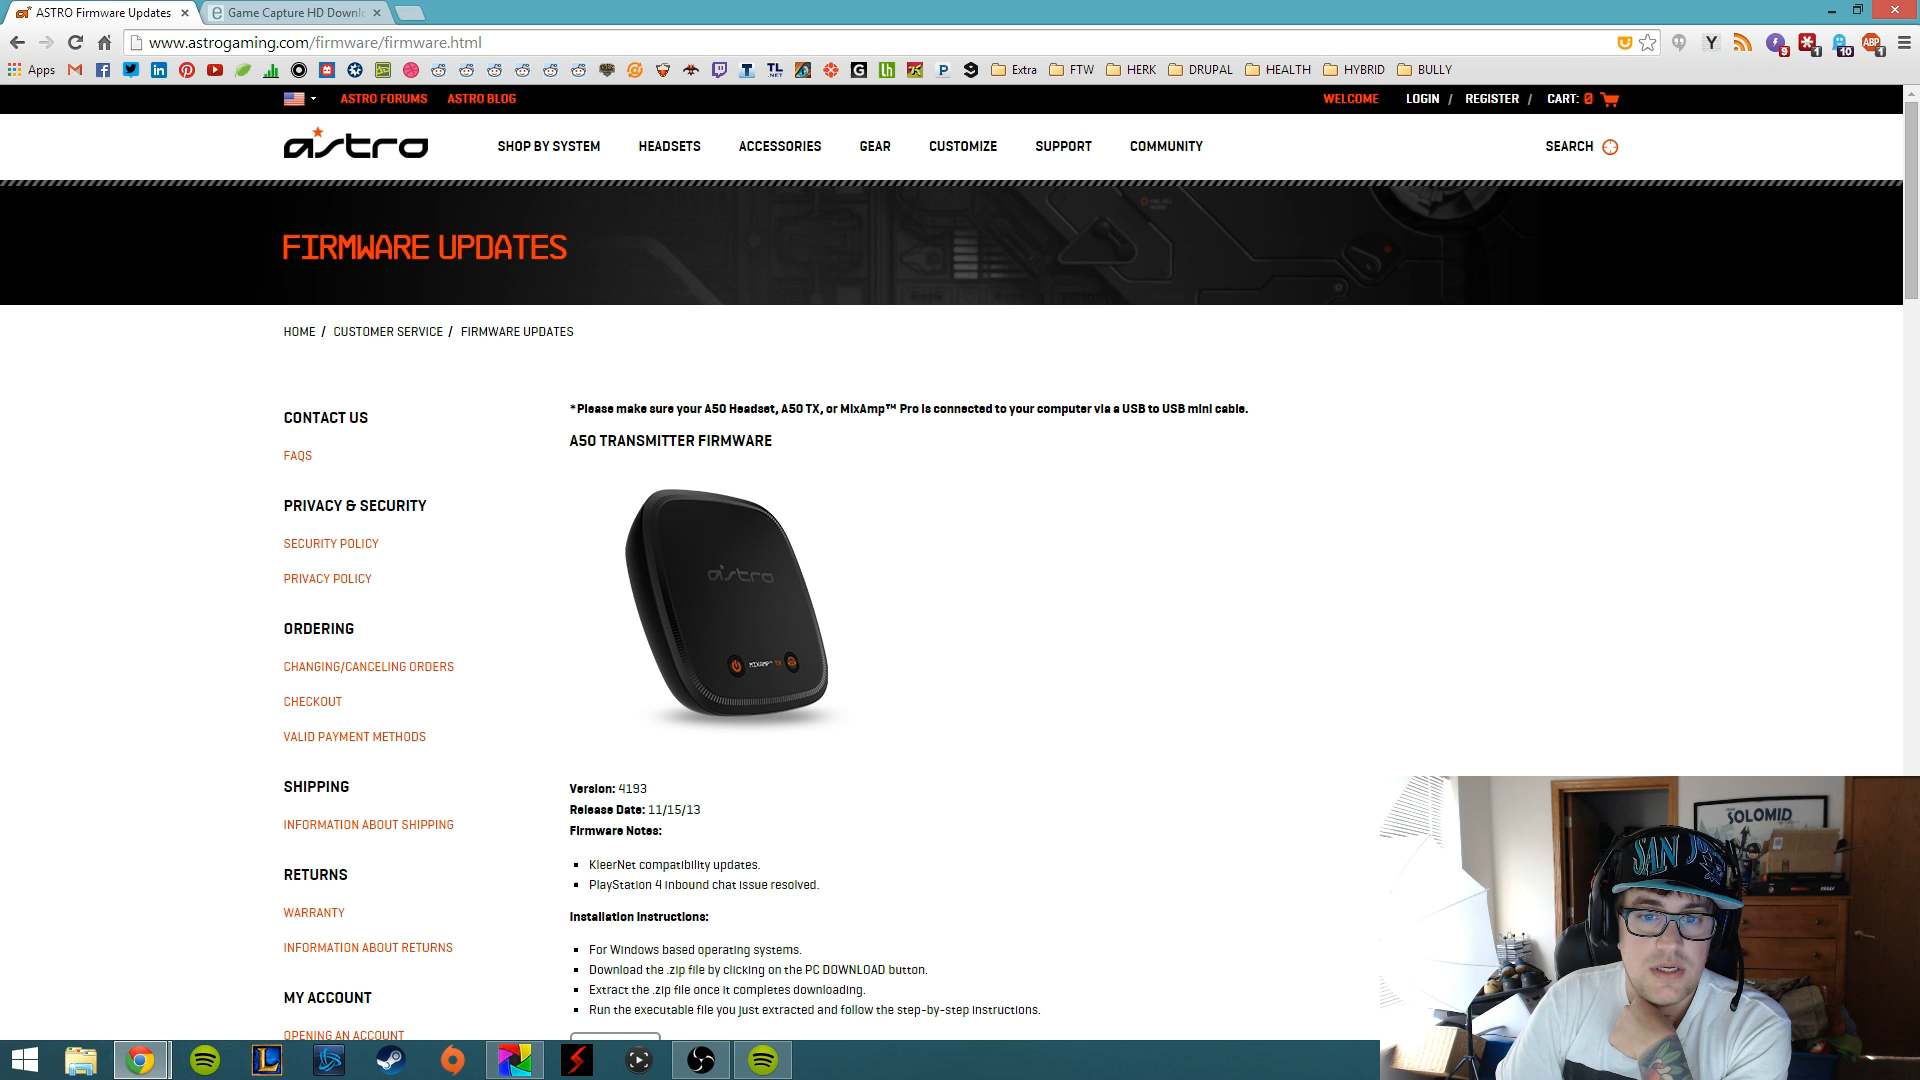 ASTRO Firmware Updates
Game Capture HD Downl
www.astrogaming.com/firmware/firmware.html
Apps
Extra
FTW
HERK
DRUPAL
HEALTH
HYBRID
BULLY
ASTRO FORUMS
ASTRO BLOG
WELCOME
LOGIN /
REGISTER /
CART: 0
astro
SHOP BY SYSTEM
HEADSETS
ACCESSORIES
GEAR
CUSTOMIZE
SUPPORT
COMMUNITY
SEARCH
FIRMWARE UPDATES
HOME / CUSTOMER SERVICE / FIRMWARE UPDATES
CONTACT US
FAQS
PRIVACY & SECURITY
SECURITY POLICY
PRIVACY POLICY
ORDERING
CHANGING/CANCELING ORDERS
CHECKOUT
VALID PAYMENT METHODS
SHIPPING
INFORMATION ABOUT SHIPPING
RETURNS
WARRANTY
INFORMATION ABOUT RETURNS
MY ACCOUNT
OPENING AN ACCOUNT
*Please make sure your A50 Headset, A50 TX, or MixAmp™ Pro is connected to your computer via a USB to USB mini cable.
A50 TRANSMITTER FIRMWARE
astro
MIXAMP™ TX
Version: 4193
Release Date: 11/15/13
Firmware Notes:
KleerNet compatibility updates.
PlayStation 4 inbound chat issue resolved.
Installation Instructions:
For Windows based operating systems.
Download the .zip file by clicking on the PC DOWNLOAD button.
Extract the .zip file once it completes downloading.
Run the executable file you just extracted and follow the step-by-step instructions.
SOLOMID